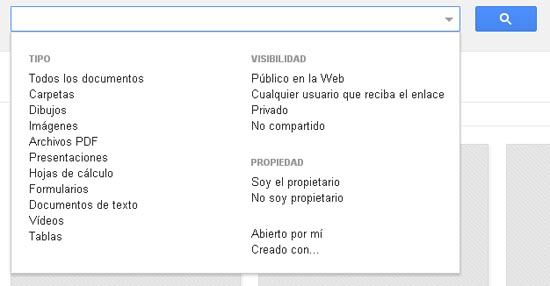 TIPO
Todos los documentos
Carpetas
Dibujos
Imágenes
Archivos PDF
Presentaciones
Hojas de cálculo
Formularios
Documentos de texto
Vídeos
Tablas
VISIBILIDAD
Público en la Web
Cualquier usuario que reciba el enlace
Privado
No compartido
PROPIEDAD
Soy el propietario
No soy propietario
Abierto por mí
Creado con...